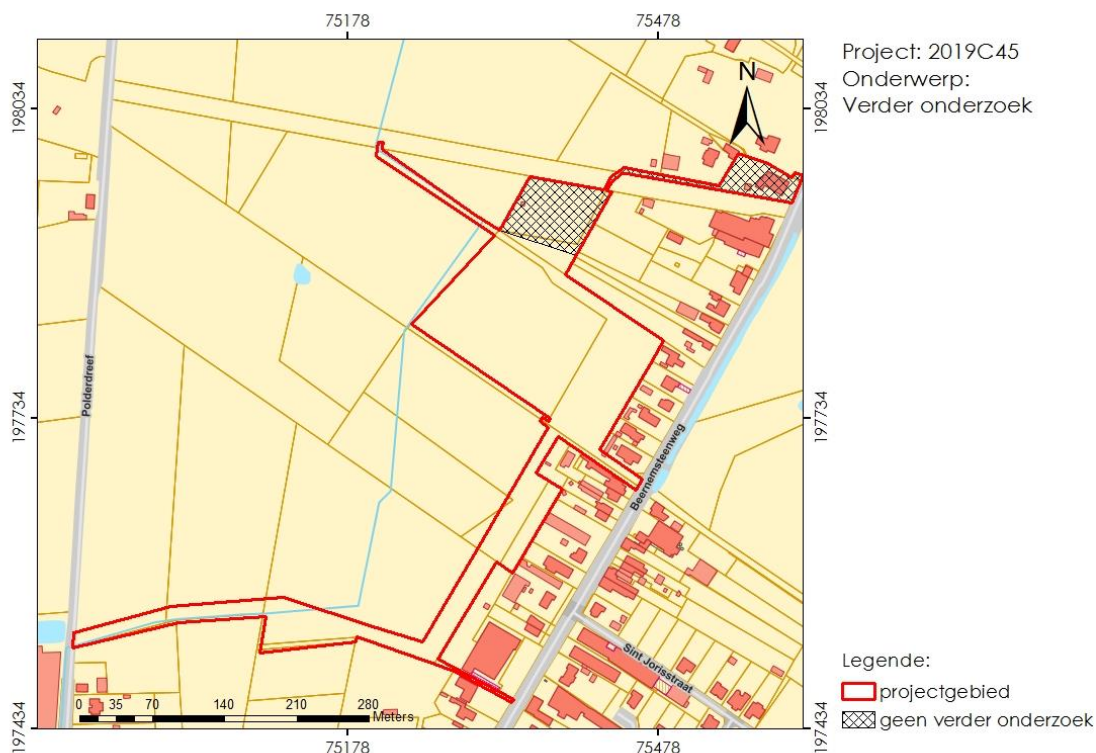 75178
75478
Project: 2019C45
Onderwerp:
Verder onderzoek
198034
198034
N
Polderdreef
197734
197734
Beernemsteenweg
Sint Jorisstraat
Legende:
projectgebied
geen verder onderzoek
0 35 70 140 210 280
Meters
197434
197434
75178
75478